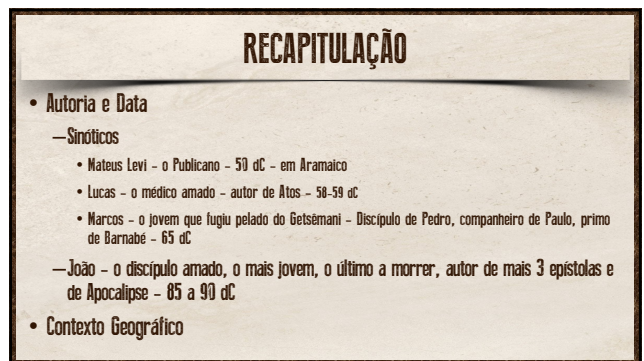 RECAPITULAÇÃO
• Autoria e Data
–Sinóticos
• Mateus Levi – o Publicano – 50 dC – em Aramaico
• Lucas – o médico amado – autor de Atos – 58-59 dC
• Marcos – o jovem que fugiu pelado do Getsêmani – Discípulo de Pedro, companheiro de Paulo, primo
de Barnabé – 65 dC
–João – o discípulo amado, o mais jovem, o último a morrer, autor de mais 3 epístolas e
de Apocalipse – 85 a 90 dC
• Contexto Geográfico